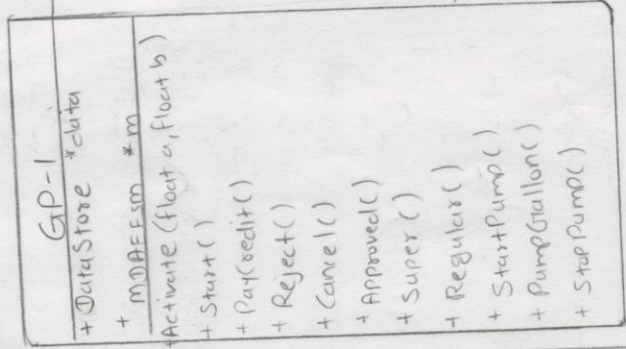 GP-1
+ DataStore *data
+ MDAEFSM *m
+Activate (float a, float b)
+ Start()
+ PayCredit()
+ Reject()
+ Cancel()
+ Approved()
+ Super()
+ Regular()
+ StartPump()
+ PumpGallon()
+ StopPump()